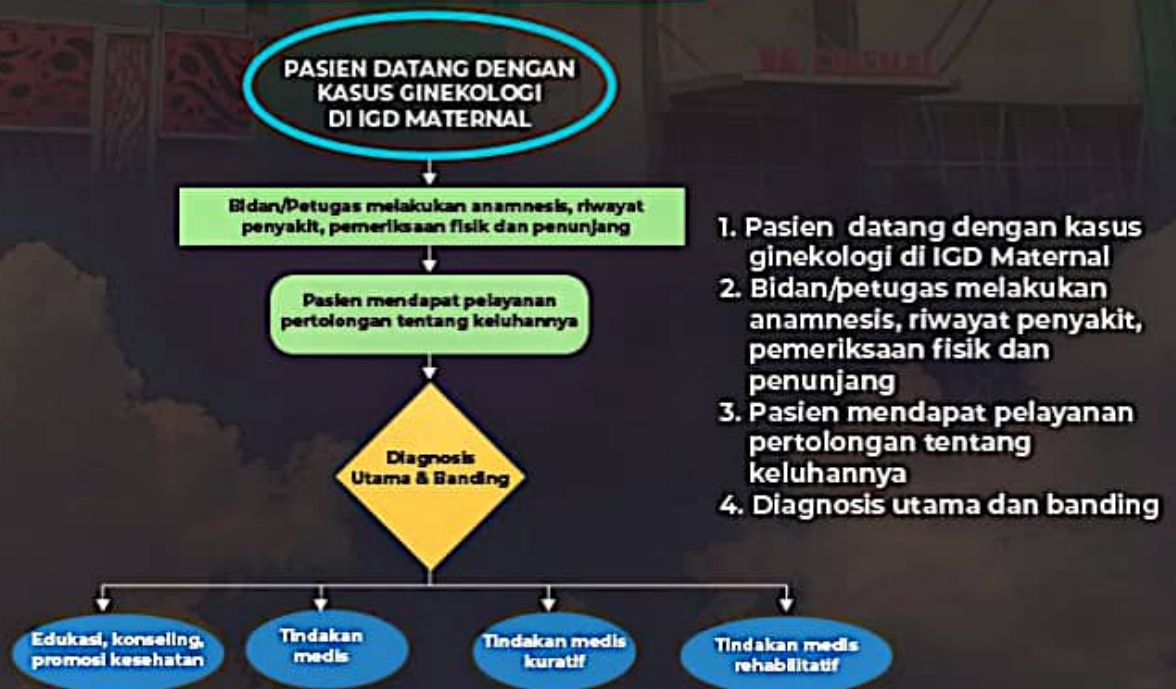 PASIEN DATANG DENGAN
KASUS GINEKOLOGI
DI IGD MATERNAL
Bidan/Petugas melakukan anamnesis, riwayat
penyakit, pemeriksaan fisik dan penunjang
Pasien mendapat pelayanan
pertolongan tentang keluhannya
Diagnosis
Utama & Banding
Edukasi, konseling,
promosi kesehatan
Tindakan
medis
Tindakan medis
kuratif
Tindakan medis
rehabilitatif
1. Pasien datang dengan kasus
ginekologi di IGD Maternal
2. Bidan/petugas melakukan
anamnesis, riwayat penyakit,
pemeriksaan fisik dan
penunjang
3. Pasien mendapat pelayanan
pertolongan tentang
keluhannya
4. Diagnosis utama dan banding